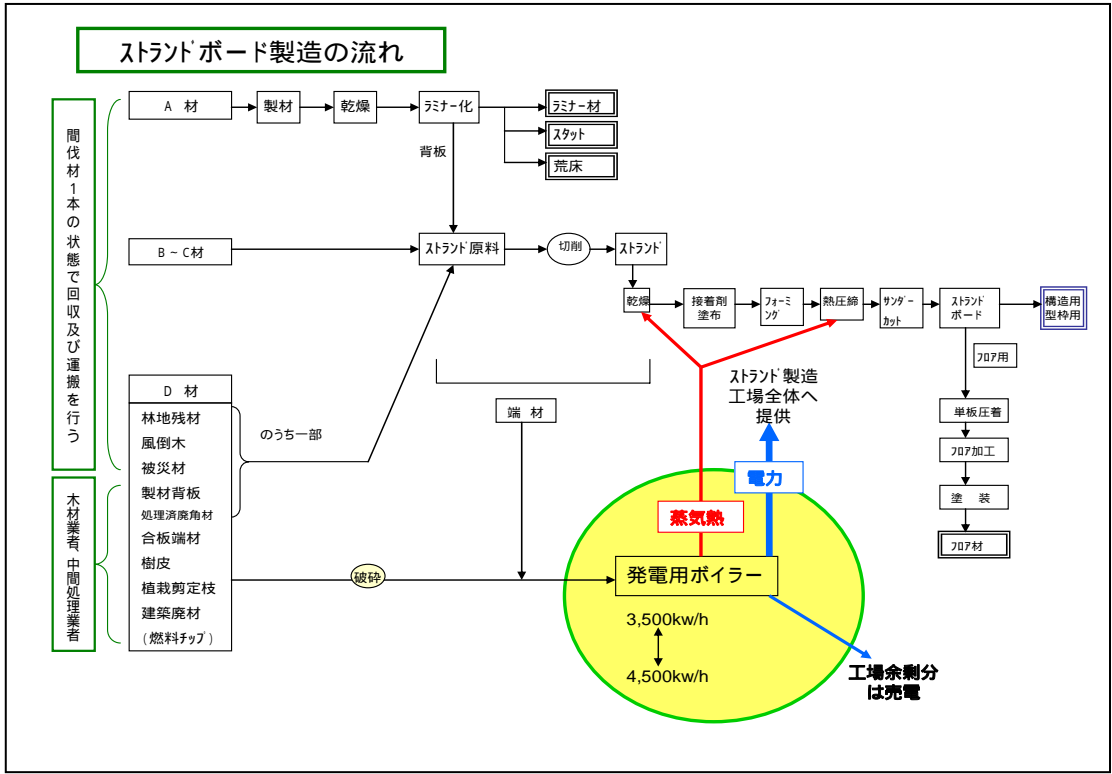 ストランドボード製造の流れ
間伐材1本の状態で回収及び運搬を行う
木材業者、中間処理業者
A 材
製材
乾燥
ラミナー化
ラミナー材
スタット
荒床
背板
B～C材
ストランド原料
切削
ストランド
乾燥
接着剤
塗布
フォーミ
ング
熱圧締
サンダー
カット
ストランド
ボード
構造用
型枠用
フロア用
単板圧着
フロア加工
塗 装
フロア材
D 材
林地残材
風倒木
被災材
製材背板
処理済廃角材
合板端材
樹皮
植栽剪定枝
建築廃材
(燃料チップ)
のうち一部
端 材
破砕
ストランド製造
工場全体へ
提供
電力
蒸気熱
発電用ボイラー
3,500kw/h
4,500kw/h
工場余剰分
は売電